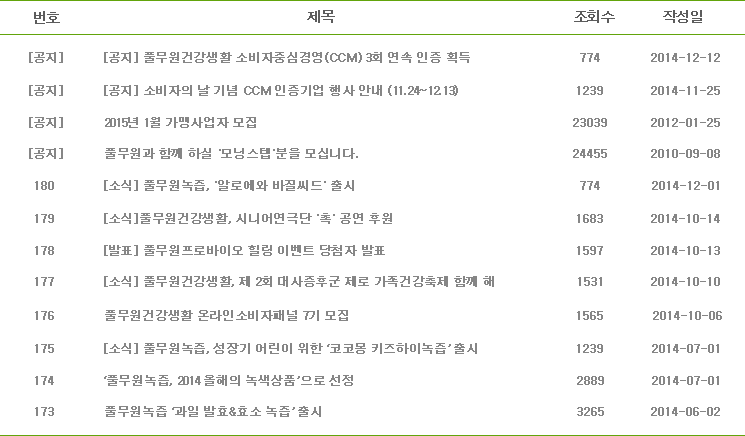 번호 제목 조회수 작성일
[공지] [공지] 풀무원건강생활 소비자중심경영(CCM) 3회 연속 인증 획득 774 2014-12-12
[공지] [공지] 소비자의 날 기념 CCM 인증기업 행사 안내 (11.24~12.13) 1239 2014-11-25
[공지] 2015년 1월 가맹사업자 모집 23039 2012-01-25
[공지] 풀무원과 함께 하실 '모닝스텝'분을 모십니다. 24455 2010-09-08
180 [소식] 풀무원녹즙, '알로에와 바질씨드' 출시 774 2014-12-01
179 [소식]풀무원건강생활, 시니어연극단 '촉' 공연 후원 1683 2014-10-14
178 [발표] 풀무원프로바이오 힐링 이벤트 당첨자 발표 1597 2014-10-13
177 [소식] 풀무원건강생활, 제 2회 대사증후군 제로 가족건강축제 함께 해 1531 2014-10-10
176 풀무원건강생활 온라인소비자패널 7기 모집 1565 2014-10-06
175 [소식] 풀무원녹즙, 성장기 어린이 위한 ‘코코몽 키즈하이녹즙’ 출시 1239 2014-07-01
174 ‘풀무원녹즙, 2014 올해의 녹색상품’으로 선정 2889 2014-07-01
173 풀무원녹즙 ‘과일 발효&효소 녹즙’ 출시 3265 2014-06-02